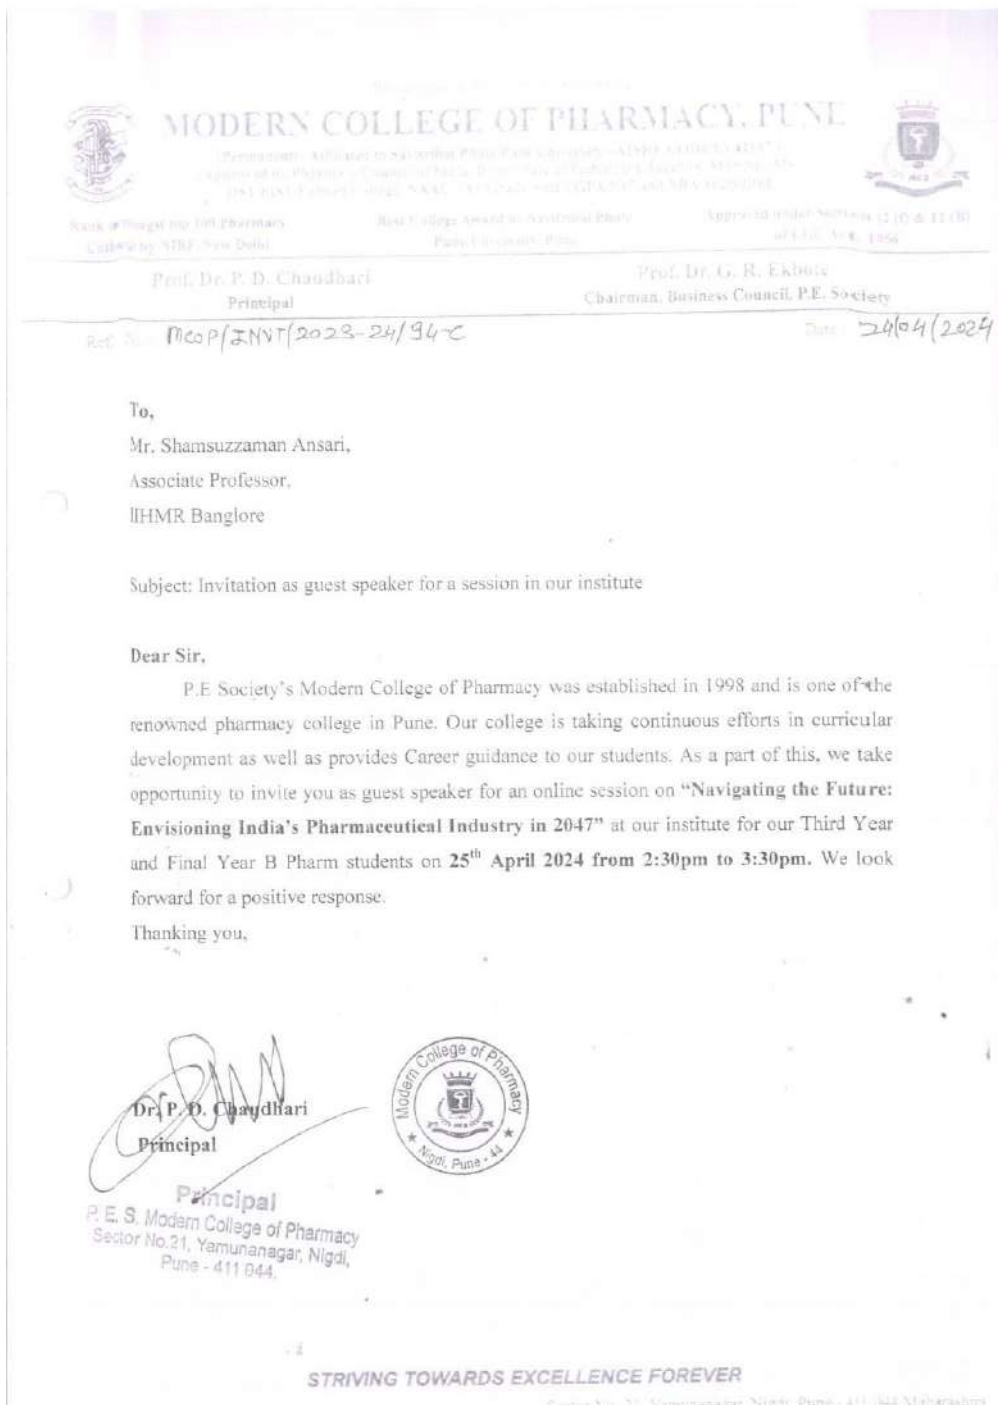 MODERN COLLEGE OF PHARMACY, PUNE
Prof. Dr. P. D. Chaudhari
Principal
Prof. Dr. G. R. Ekbote
Chairman, Business Council, P.E. Society
Ref. No. MCOP/INVT/2023-24/94-C
Date : 24/04/2024
To,
Mr. Shamsuzzaman Ansari,
Associate Professor,
IIHMR Banglore
Subject: Invitation as guest speaker for a session in our institute
Dear Sir,
P.E Society's Modern College of Pharmacy was established in 1998 and is one of the
renowned pharmacy college in Pune. Our college is taking continuous efforts in curricular
development as well as provides Career guidance to our students. As a part of this, we take
opportunity to invite you as guest speaker for an online session on “Navigating the Future:
Envisioning India's Pharmaceutical Industry in 2047” at our institute for our Third Year
and Final Year B Pharm students on 25th April 2024 from 2:30pm to 3:30pm. We look
forward for a positive response.
Thanking you,
Modern College of Pharmacy
Nigdi, Pune - 44
Dr. P. D. Chaudhari
Principal
Principal
P. E. S. Modern College of Pharmacy
Sector No.21, Yamunanagar, Nigdi,
Pune - 411 044.
STRIVING TOWARDS EXCELLENCE FOREVER